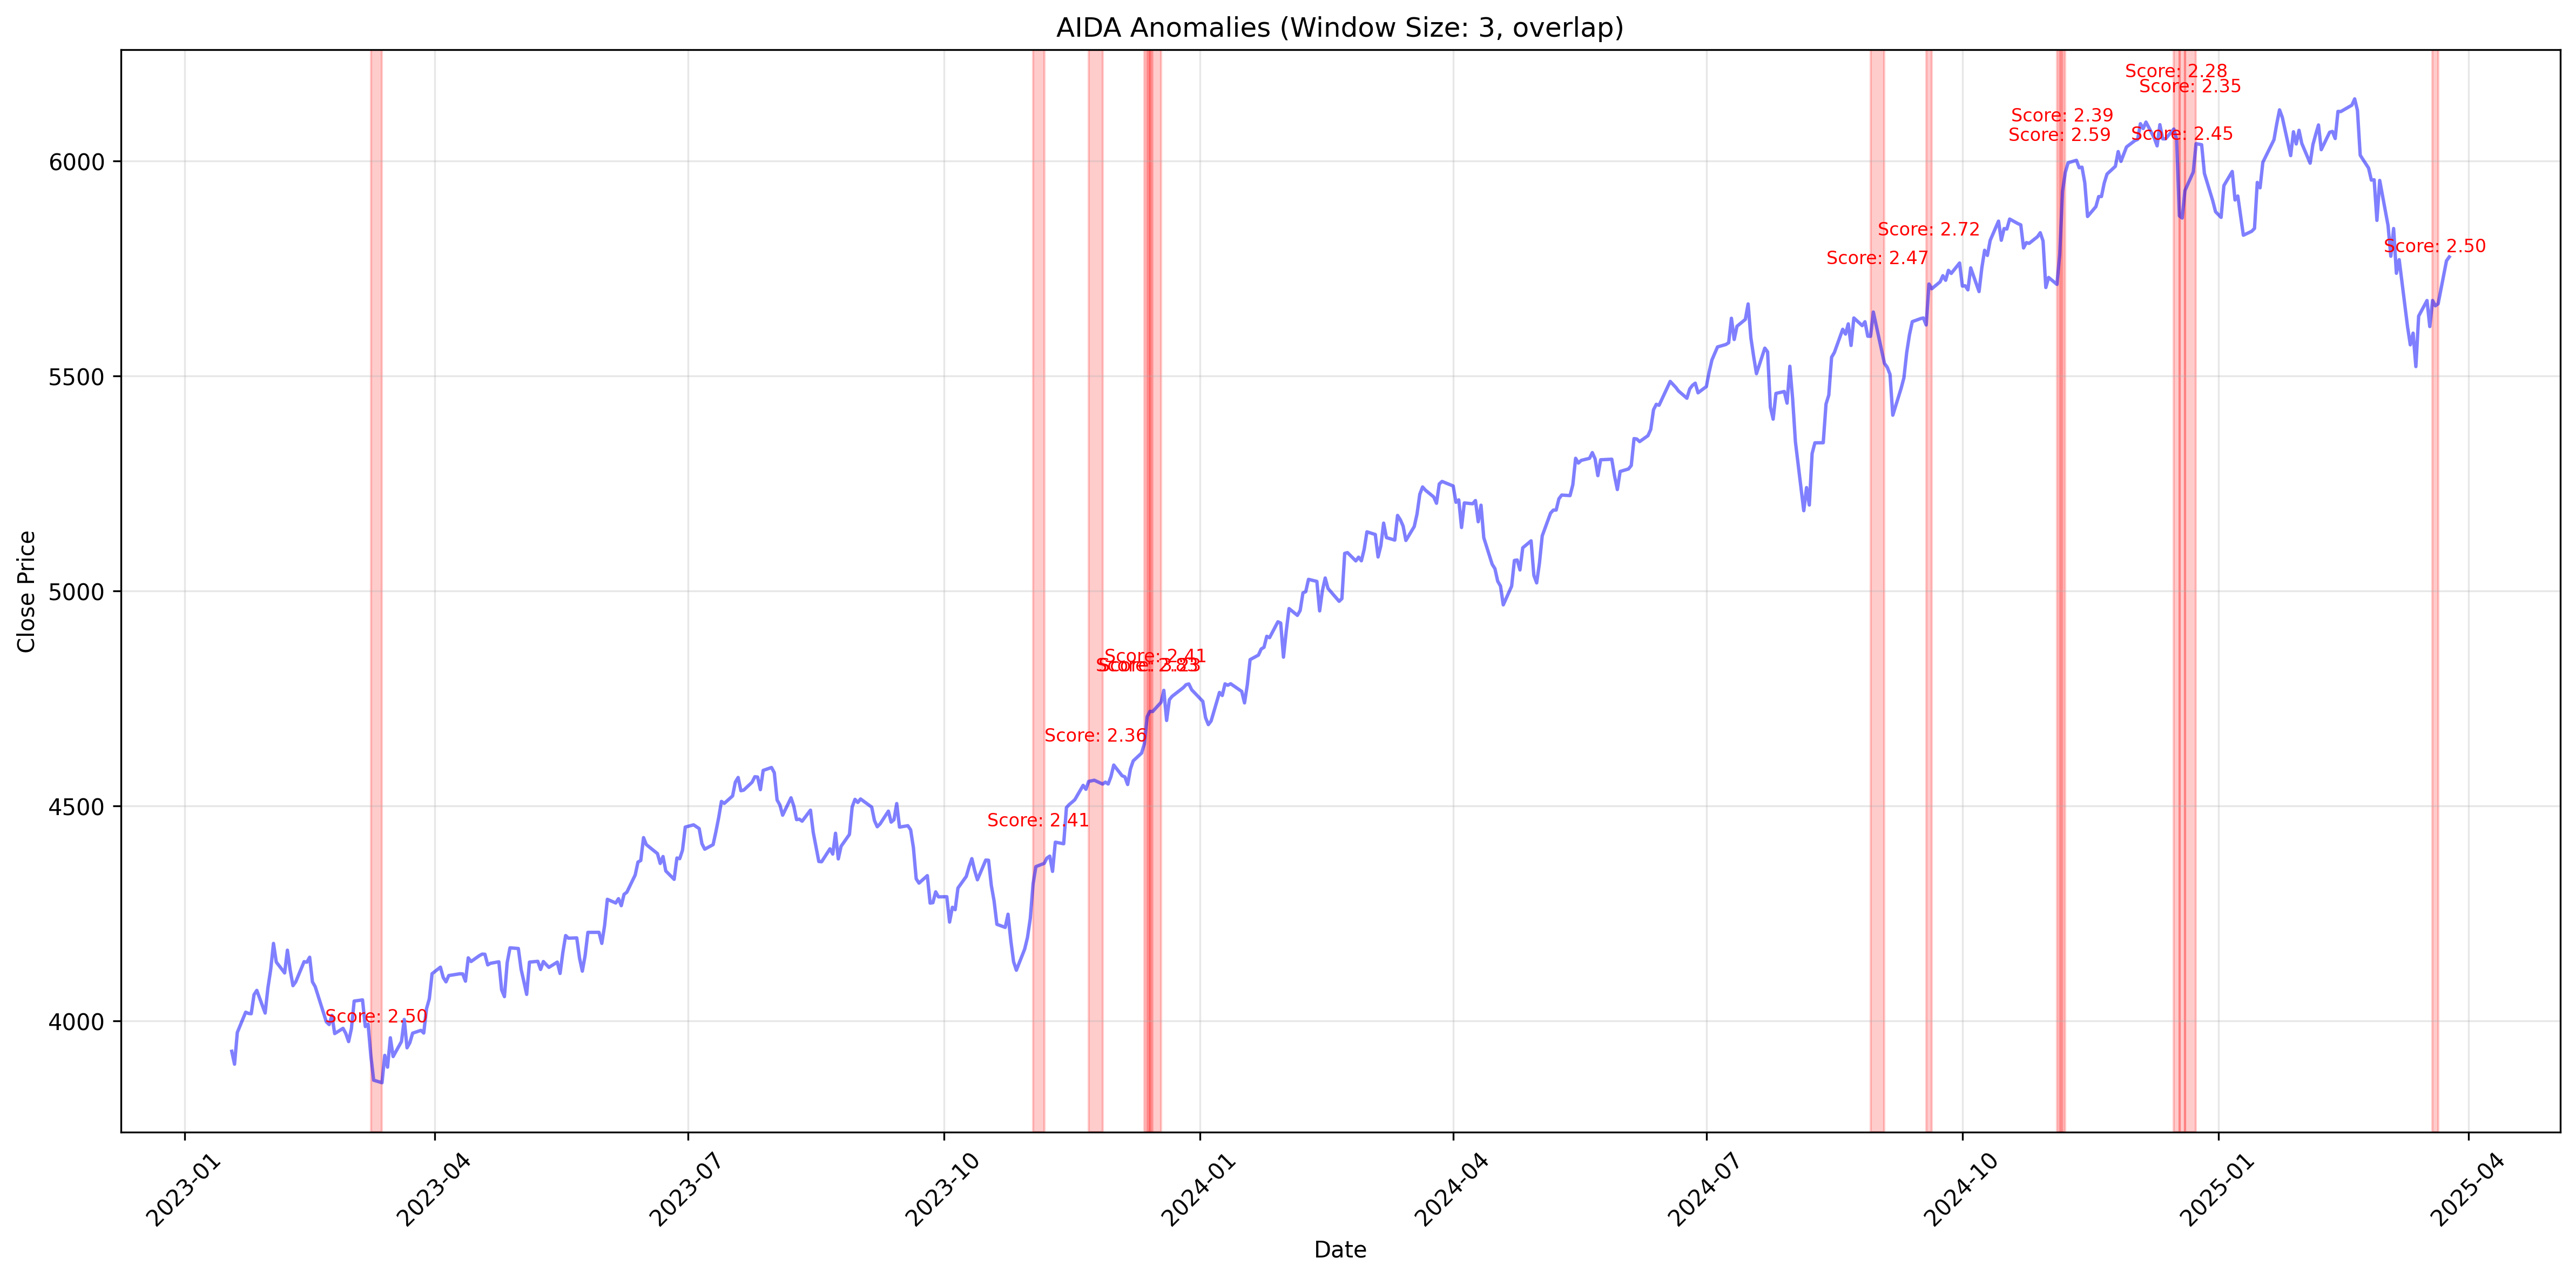 AIDA Anomalies (Window Size: 3, overlap)
Score: 2.28
Score: 2.35
Score: 2.39
Score: 2.59
Score: 2.45
Score: 2.72
Score: 2.47
Score: 2.50
Score: 2.41
Score:
Score: 2.36
Score: 2.41
Score: 2.50
6000
5500
5000
4500
4000
Close Price
2023-01
2023-04
2023-07
2023-10
2024-01
2024-04
2024-07
2024-10
2025-01
2025-04
Date